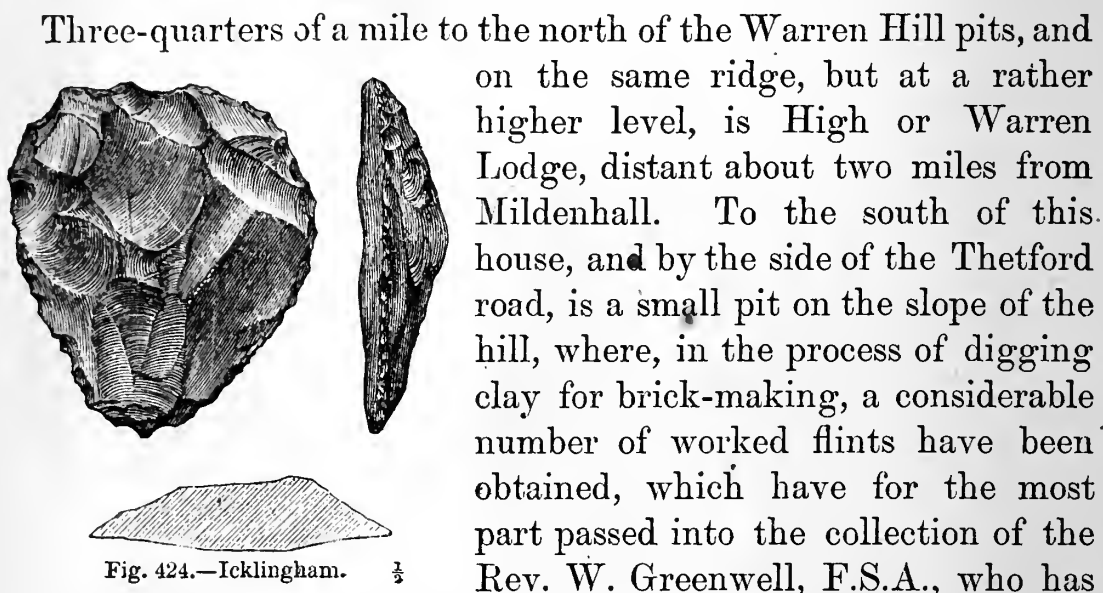 Three-quarters of a mile to the north of the Warren Hill pits, and
on the same ridge, but at a rather
higher level, is High or Warren
Lodge, distant about two miles from
Mildenhall. To the south of this
house, and by the side of the Thetford
road, is a small pit on the slope of the
hill, where, in the process of digging
clay for brick-making, a considerable
number of worked flints have been
obtained, which have for the most
part passed into the collection of the
Rev. W. Greenwell, F.S.A., who has
Fig. 424.—Icklingham. ½